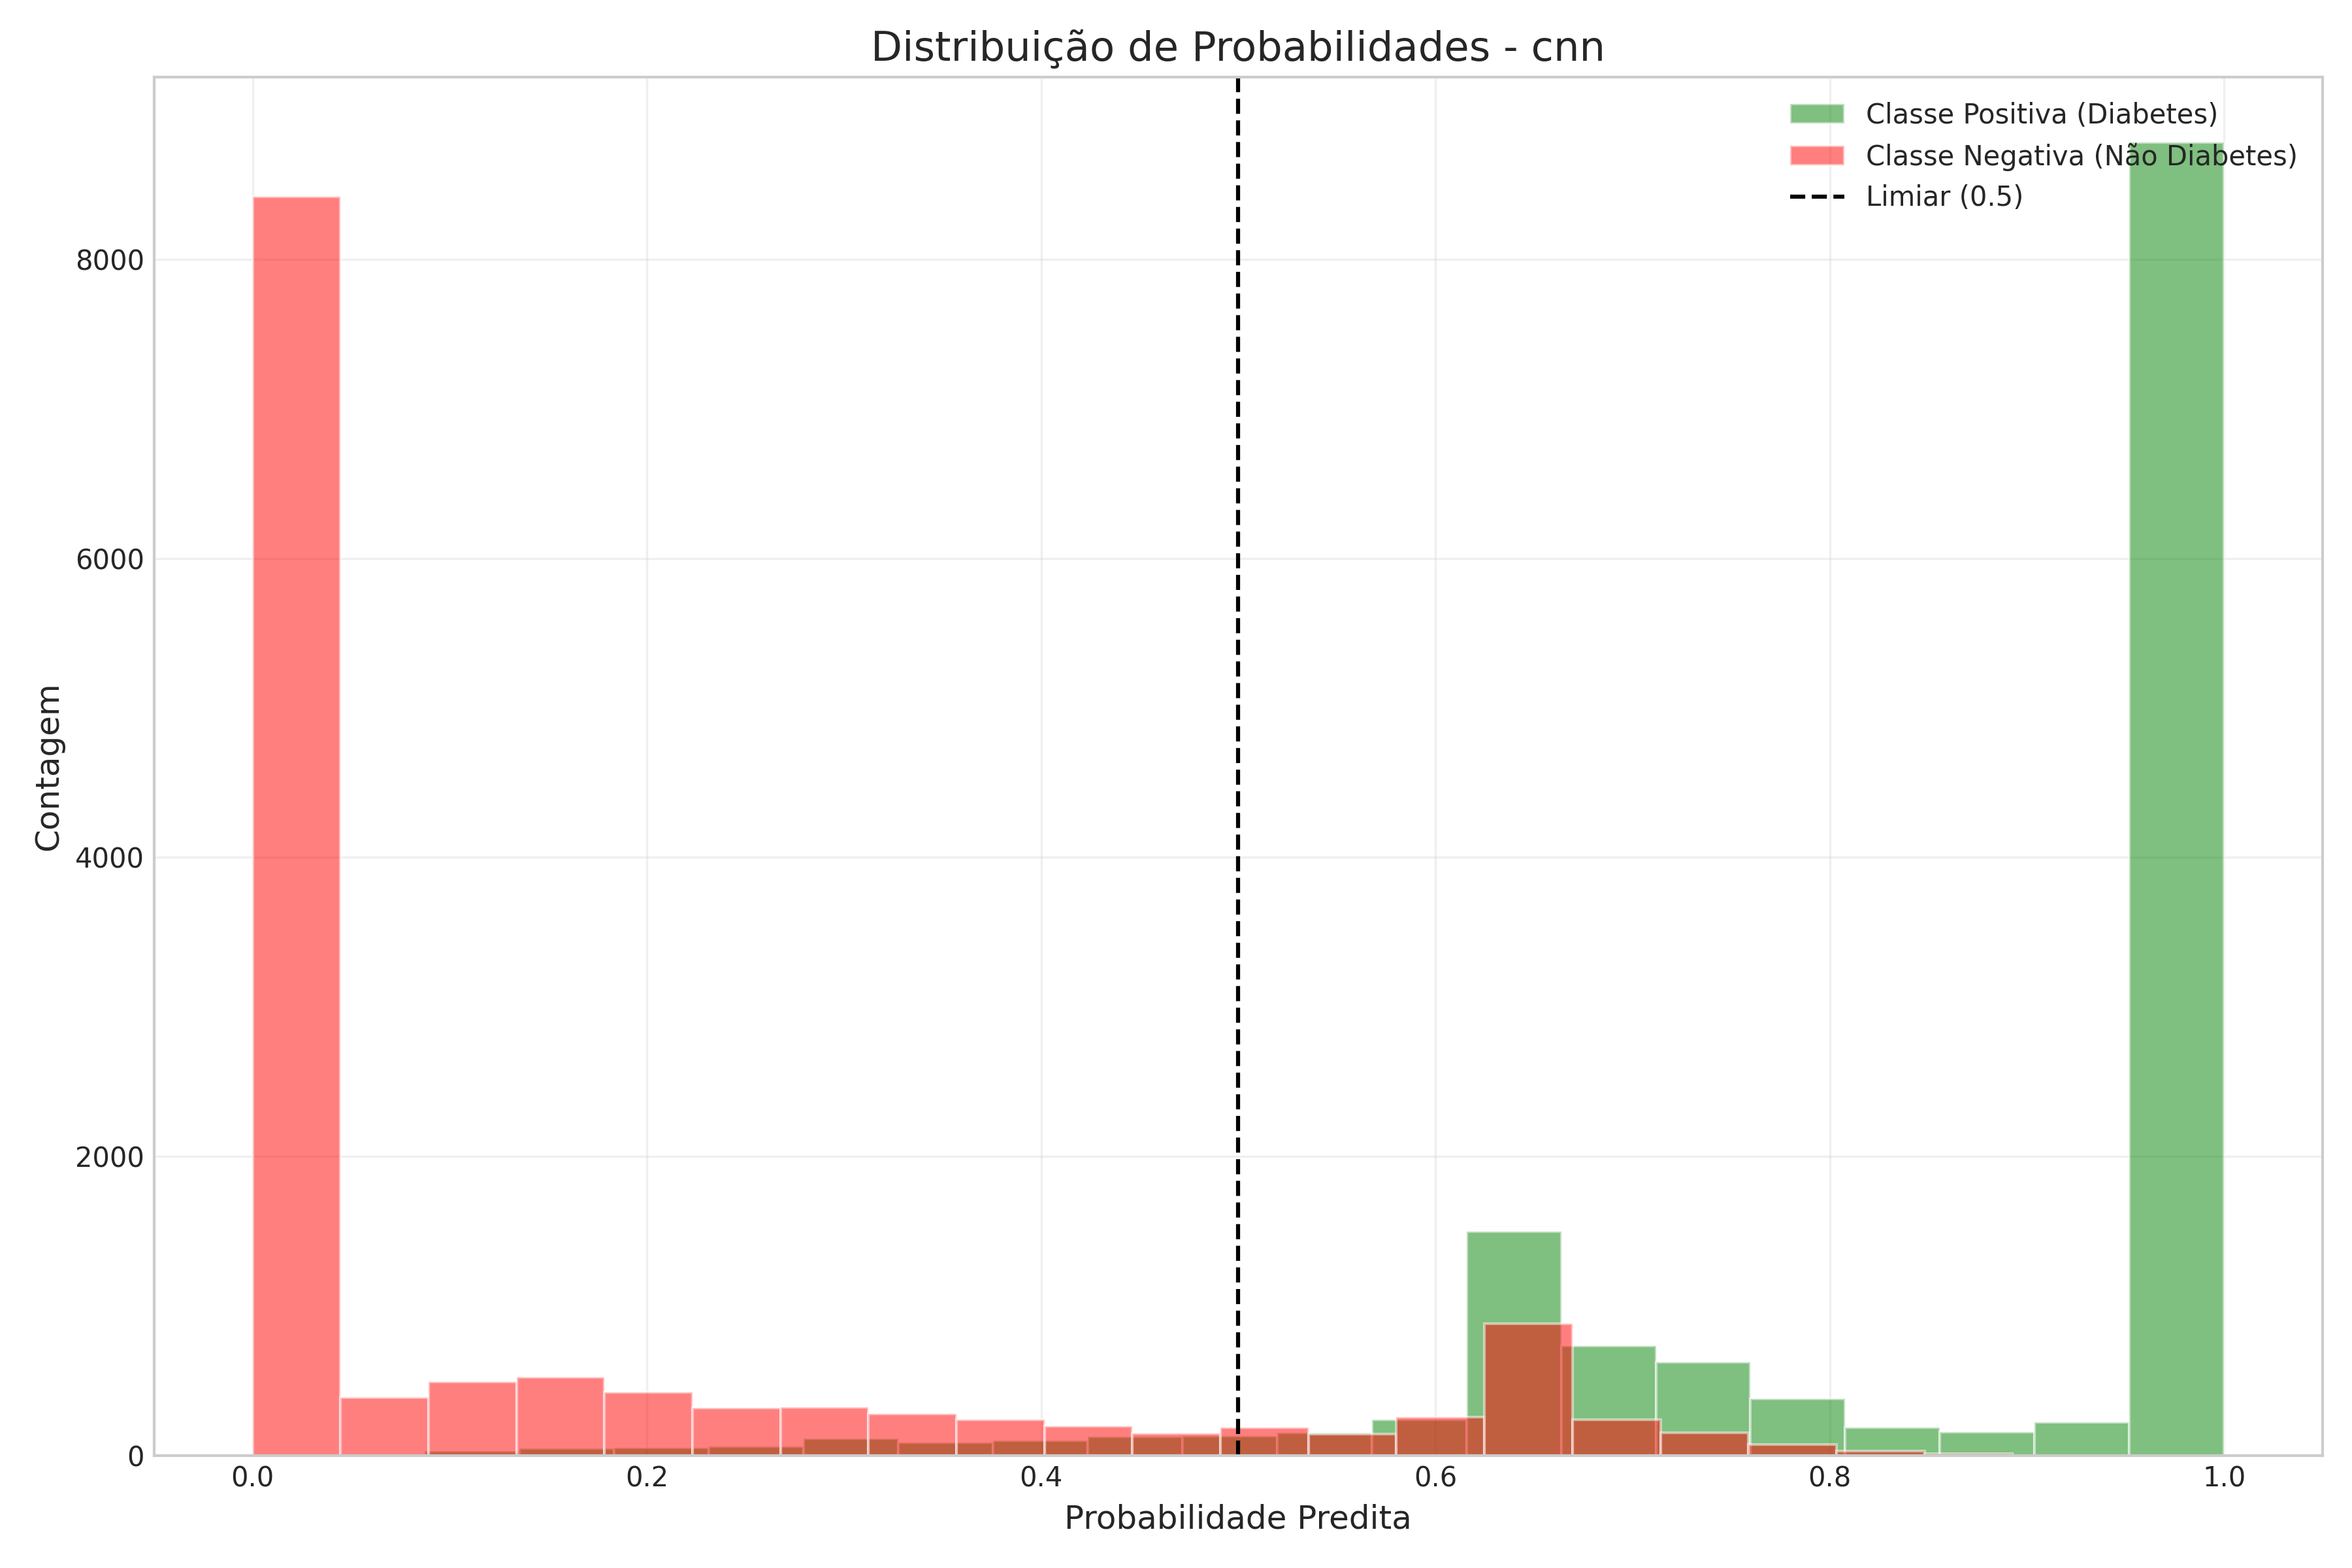 Distribuição de Probabilidades - cnn
Classe Positiva (Diabetes)
Classe Negativa (Não Diabetes)
Limiar (0.5)
Contagem
8000
6000
4000
2000
0
0.0
0.2
0.4
0.6
0.8
1.0
Probabilidade Predita